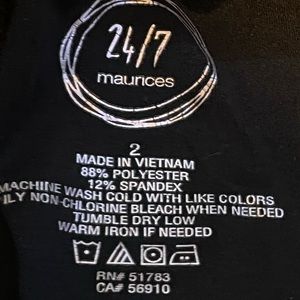 24/7
maurices
2
MADE IN VIETNAM
88% POLYESTER
12% SPANDEX
MACHINE WASH COLD WITH LIKE COLORS
NON-CHLORINE BLEACH WHEN NEEDED
TUMBLE DRY LOW
WARM IRON IF NEEDED
RN# 51783
CA# 56910